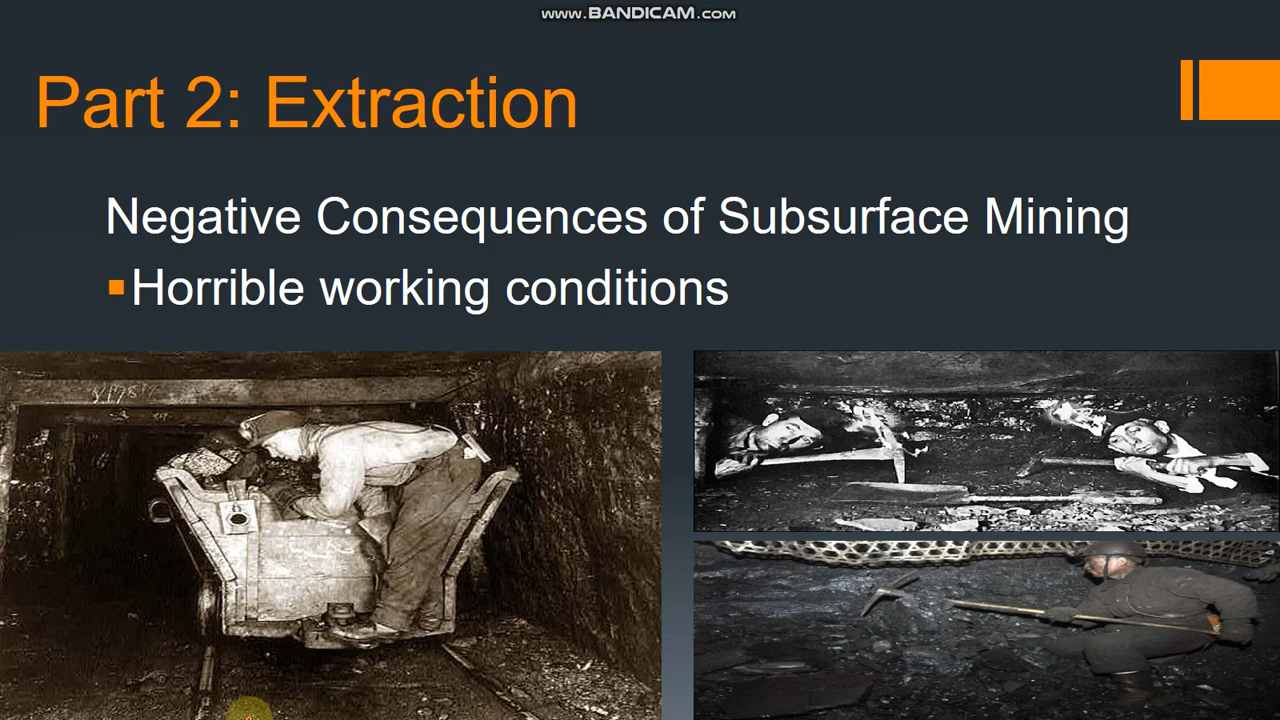 www.BANDICAM.com
Part 2: Extraction
Negative Consequences of Subsurface Mining
Horrible working conditions